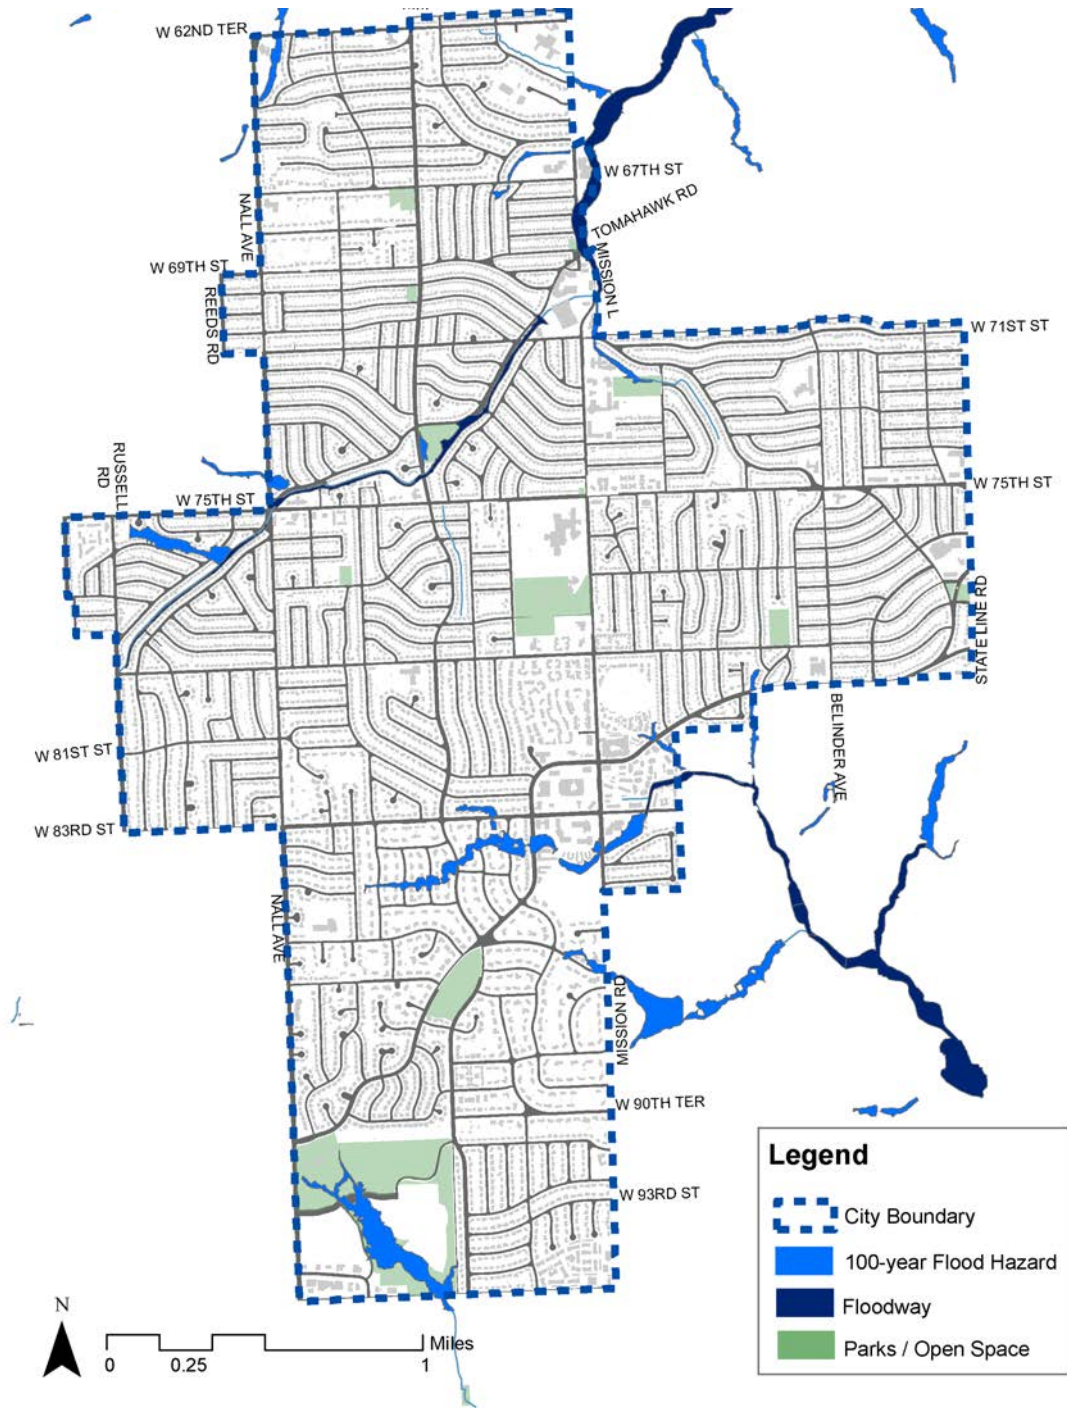 W 62ND TER
W 67TH ST
TOMAHAWK RD
NALL AVE
MISSION L
W 69TH ST
REEDS RD
W 71ST ST
RUSSELL
RD
W 75TH ST
W 75TH ST
STATE LINE RD
BELINDER AVE
W 81ST ST
W 83RD ST
NALL AVE
MISSION RD
W 90TH TER
W 93RD ST
Legend
City Boundary
100-year Flood Hazard
Floodway
Parks / Open Space
N
Miles
0 0.25 1